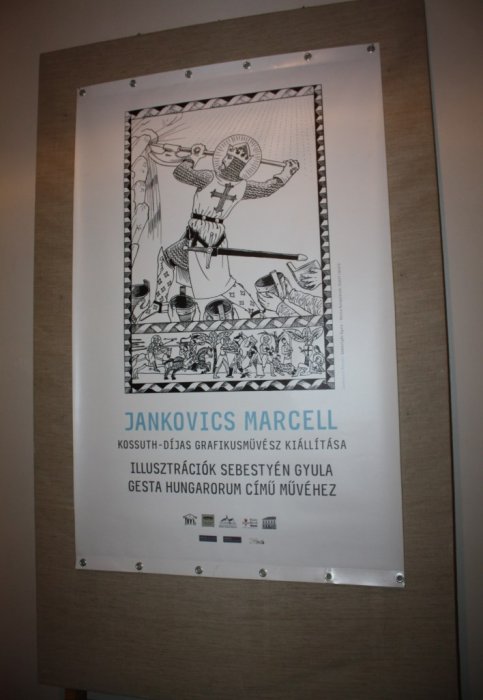 JANKOVICS MARCELL
KOSSUTH-DÍJAS GRAFIKUSMŰVÉSZ KIÁLLÍTÁSA
ILLUSZTRÁCIÓK SEBESTYÉN GYULA
GESTA HUNGARORUM CÍMŰ MŰVÉHEZ